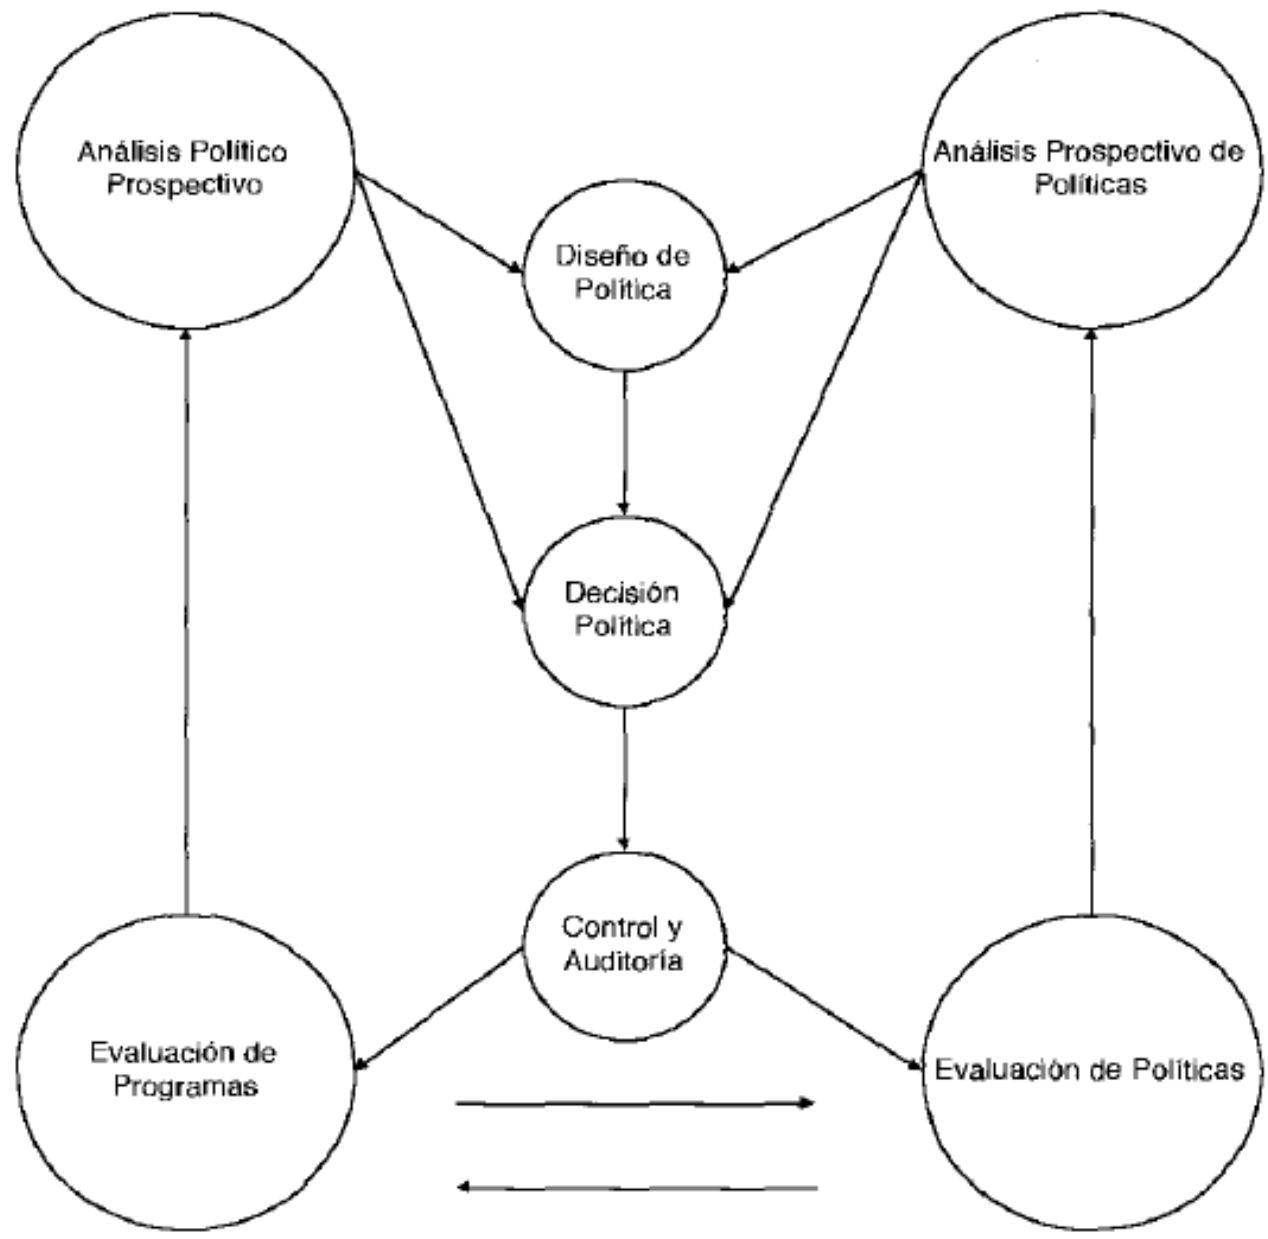 Análisis Político
Prospectivo
Análisis Prospectivo de
Políticas
Diseño de
Política
Decisión
Política
Control y
Auditoría
Evaluación de
Programas
Evaluación de Políticas